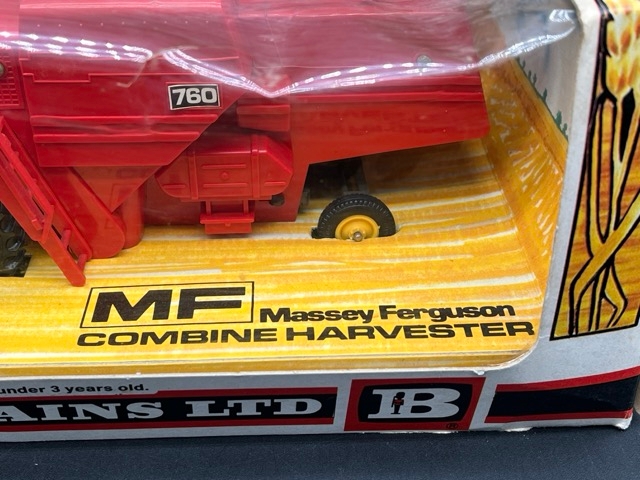 760
MF Massey Ferguson
COMBINE HARVESTER
under 3 years old.
AINS LTD B